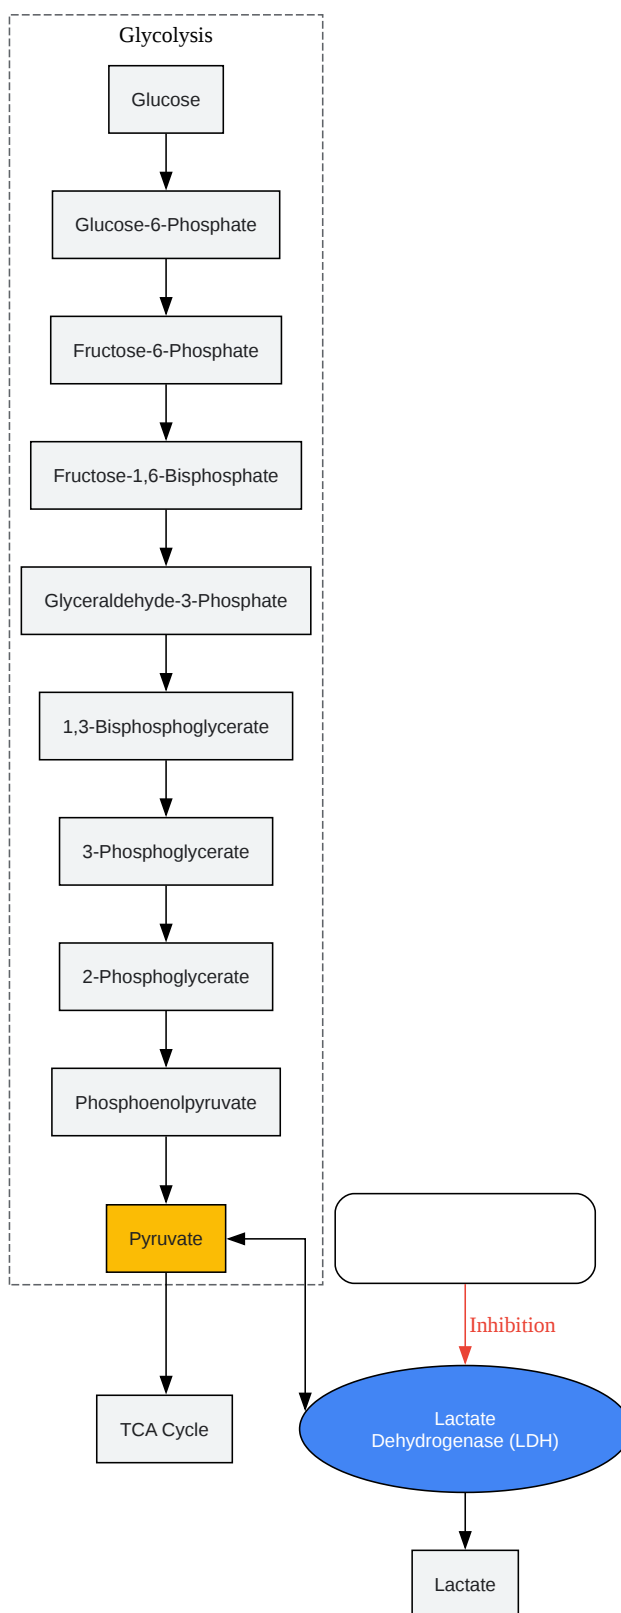 Glycolysis
Glucose
Glucose-6-Phosphate
Fructose-6-Phosphate
Fructose-1,6-Bisphosphate
Glyceraldehyde-3-Phosphate
1,3-Bisphosphoglycerate
3-Phosphoglycerate
2-Phosphoglycerate
Phosphoenolpyruvate
Pyruvate
Inhibition
TCA Cycle
Lactate
Dehydrogenase (LDH)
Lactate